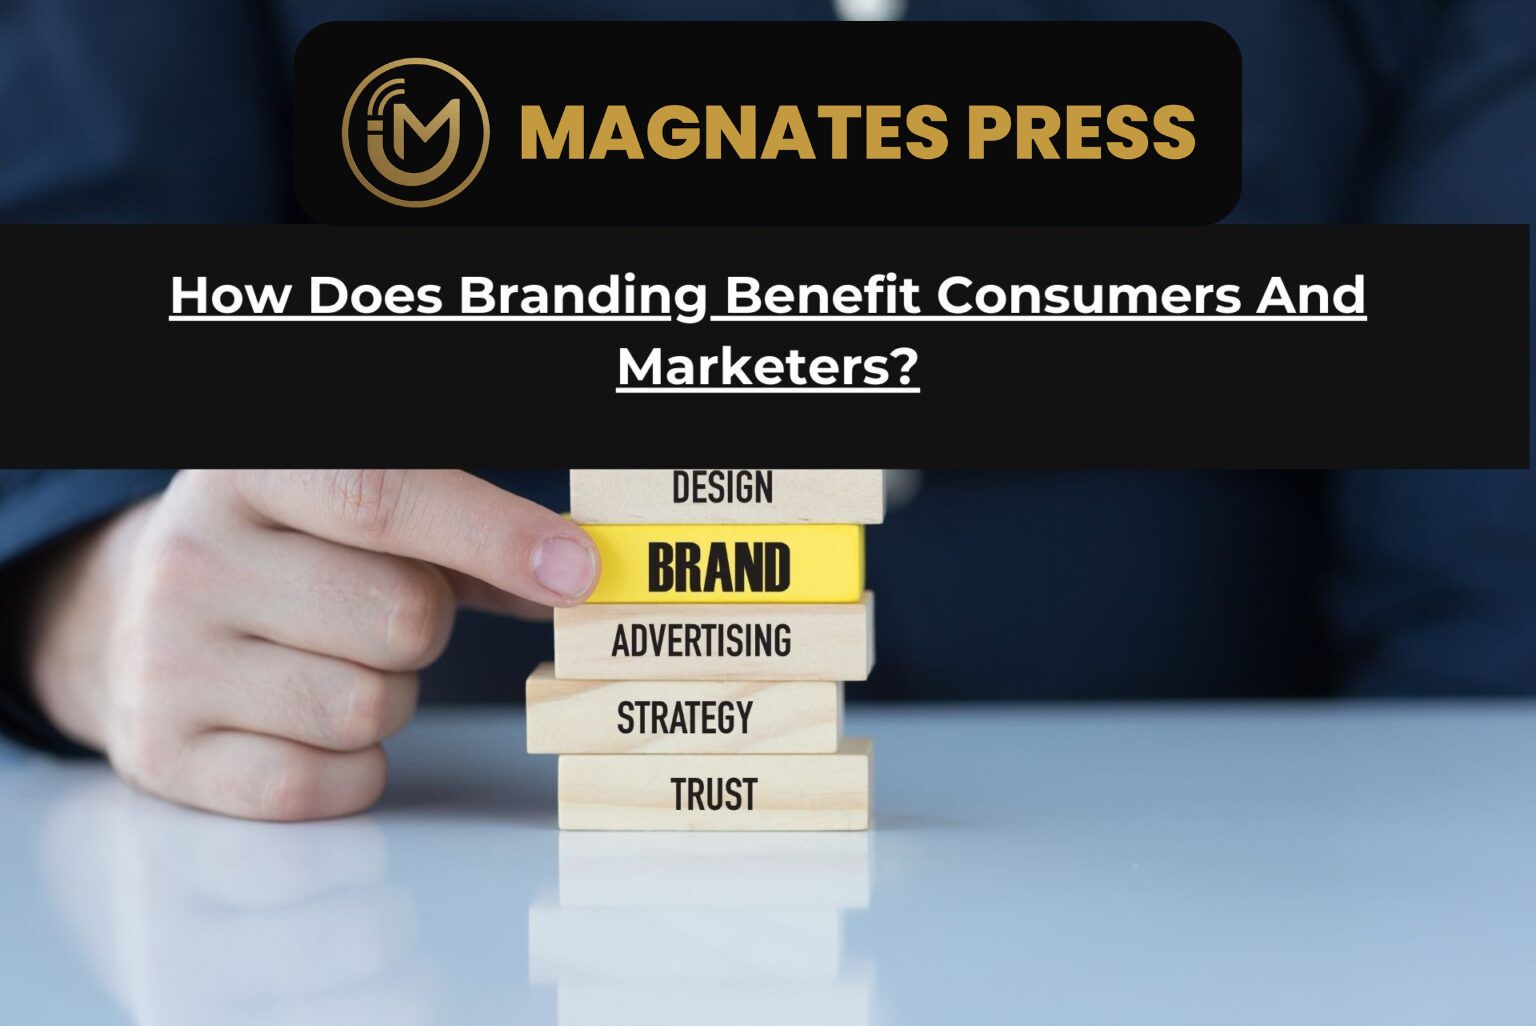 MAGNATES PRESS
How Does Branding Benefit Consumers And
Marketers?
DESIGN
BRAND
ADVERTISING
STRATEGY
TRUST